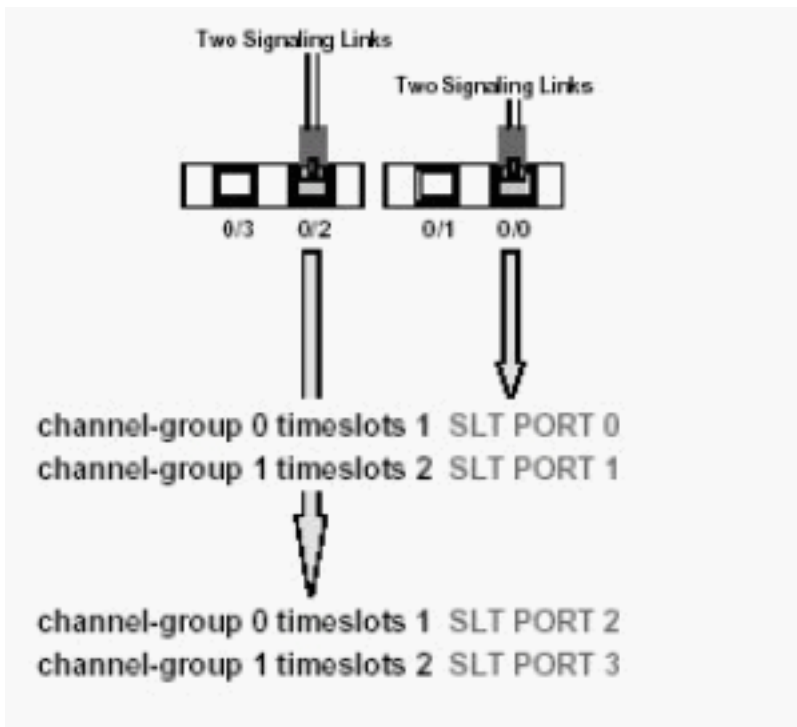 Two Signaling Links
Two Signaling Links
0/3 0/2 0/1 0/0
channel-group 0 timeslots 1 SLT PORT 0
channel-group 1 timeslots 2 SLT PORT 1
channel-group 0 timeslots 1 SLT PORT 2
channel-group 1 timeslots 2 SLT PORT 3